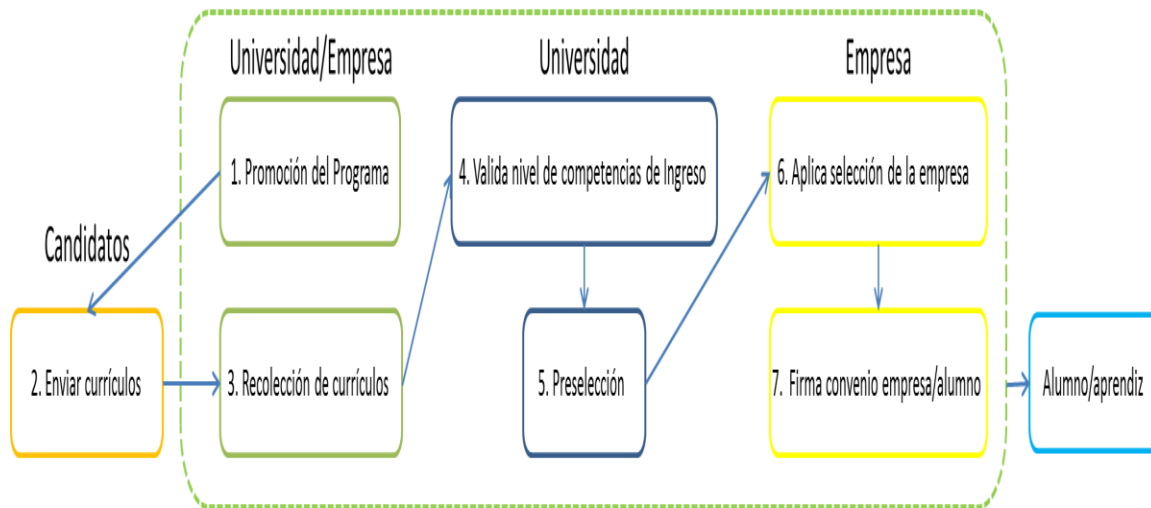 Universidad/Empresa
Universidad
Empresa
1. Promoción del Programa
4. Valida nivel de competencias de Ingreso
6. Aplica selección de la empresa
Candidatos
2. Enviar currículos
3. Recolección de currículos
5. Preselección
7. Firma convenio empresa/alumno
Alumno/aprendiz